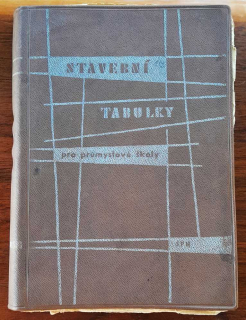 STAVEBNÍ
TABULKY
pro průmyslové školy
SPN